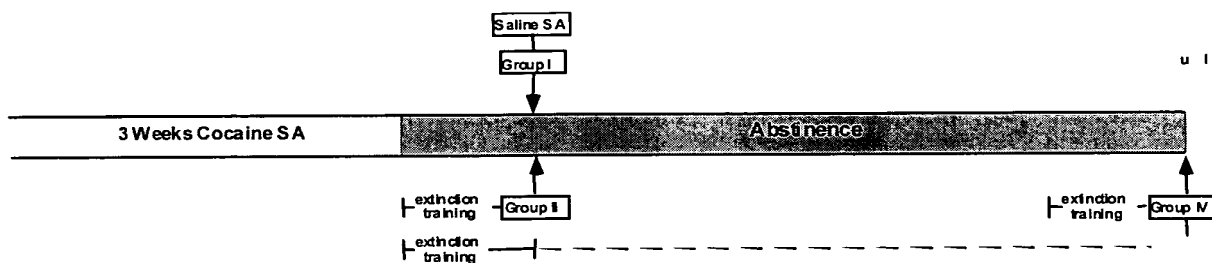 Saline SA
Group I
u l
3 Weeks Cocaine SA
Abstinence
extinction
training
Group II
extinction
training
Group IV
extinction
training